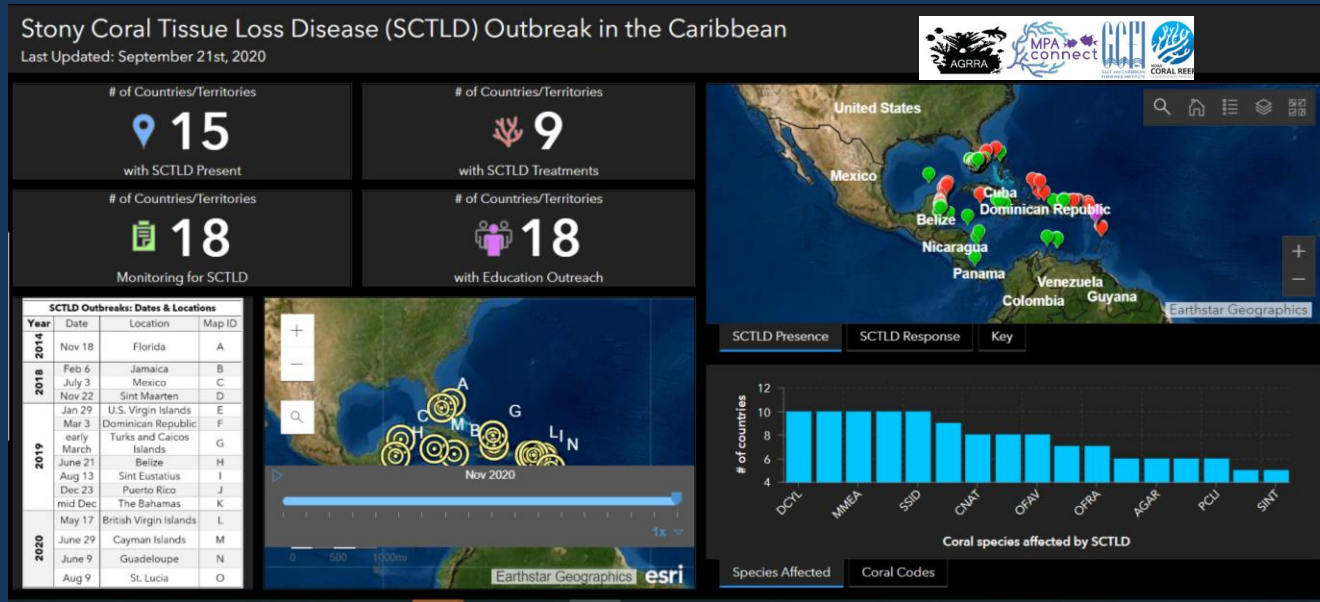 Stony Coral Tissue Loss Disease (SCTLD) Outbreak in the Caribbean
Last Updated: September 21st, 2020
AGRRA
MPA connect
GCFI
CORAL REEF
# of Countries/Territories
15
with SCTLD Present
# of Countries/Territories
9
with SCTLD Treatments
# of Countries/Territories
18
Monitoring for SCTLD
# of Countries/Territories
18
with Education Outreach
United States
Mexico
Cuba
Dominican Republic
Belize
Nicaragua
Panama
Venezuela
Colombia
Guyana
+
−
Earthstar Geographics
SCTLD Presence
SCTLD Response
Key
SCTLD Outbreaks: Dates & Locations
Year Date Location Map ID
2014 Nov 18 Florida A
2018 Feb 6 Jamaica B
July 3 Mexico C
Nov 22 Sint Maarten D
2019 Jan 29 U.S. Virgin Islands E
Mar 3 Dominican Republic F
early March Turks and Caicos Islands G
June 21 Belize H
Aug 13 Sint Eustatius I
Dec 23 Puerto Rico J
mid Dec The Bahamas K
2020 May 17 British Virgin Islands L
June 29 Cayman Islands M
June 9 Guadeloupe N
Aug 9 St. Lucia O
+
−
A
C
G
H
M
B
L
I
N
Nov 2020
1x
0 500 1000mi
Earthstar Geographics
esri
# of countries
12
10
8
6
4
DCYL
MMEA
SSID
CNAT
OFAV
OFRA
AGAR
PCLI
SINT
Coral species affected by SCTLD
Species Affected
Coral Codes